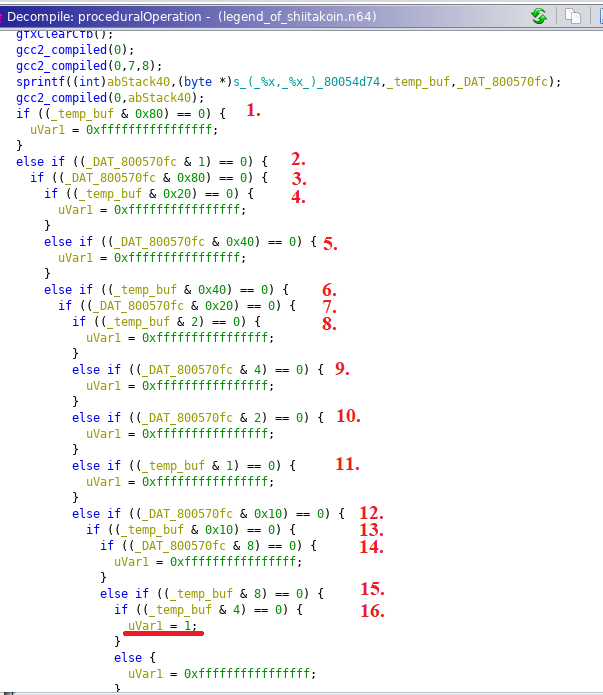 Decompile: proceduralOperation - (legend_of_shiitakoin.n64)
gfxClearCfb();
gcc2_compiled(0);
gcc2_compiled(0,7,8);
sprintf((int)abStack40,(byte *)s_(_%x,_%x_)_80054d74,_temp_buf,_DAT_800570fc);
gcc2_compiled(0,abStack40);
if ((_temp_buf & 0x80) == 0) { 1.
uVar1 = 0xffffffffffffffff;
}
else if ((_DAT_800570fc & 1) == 0) { 2.
if ((_DAT_800570fc & 0x80) == 0) { 3.
if ((_temp_buf & 0x20) == 0) { 4.
uVar1 = 0xffffffffffffffff;
}
else if ((_DAT_800570fc & 0x40) == 0) { 5.
uVar1 = 0xffffffffffffffff;
}
else if ((_temp_buf & 0x40) == 0) { 6.
if ((_DAT_800570fc & 0x20) == 0) { 7.
if ((_temp_buf & 2) == 0) { 8.
uVar1 = 0xffffffffffffffff;
}
else if ((_DAT_800570fc & 4) == 0) { 9.
uVar1 = 0xffffffffffffffff;
}
else if ((_DAT_800570fc & 2) == 0) { 10.
uVar1 = 0xffffffffffffffff;
}
else if ((_temp_buf & 1) == 0) { 11.
uVar1 = 0xffffffffffffffff;
}
else if ((_DAT_800570fc & 0x10) == 0) { 12.
if ((_temp_buf & 0x10) == 0) { 13.
if ((_DAT_800570fc & 8) == 0) { 14.
uVar1 = 0xffffffffffffffff;
}
else if ((_temp_buf & 8) == 0) { 15.
if ((_temp_buf & 4) == 0) { 16.
uVar1 = 1;
}
else {
uVar1 = 0xffffffffffffffff;
}